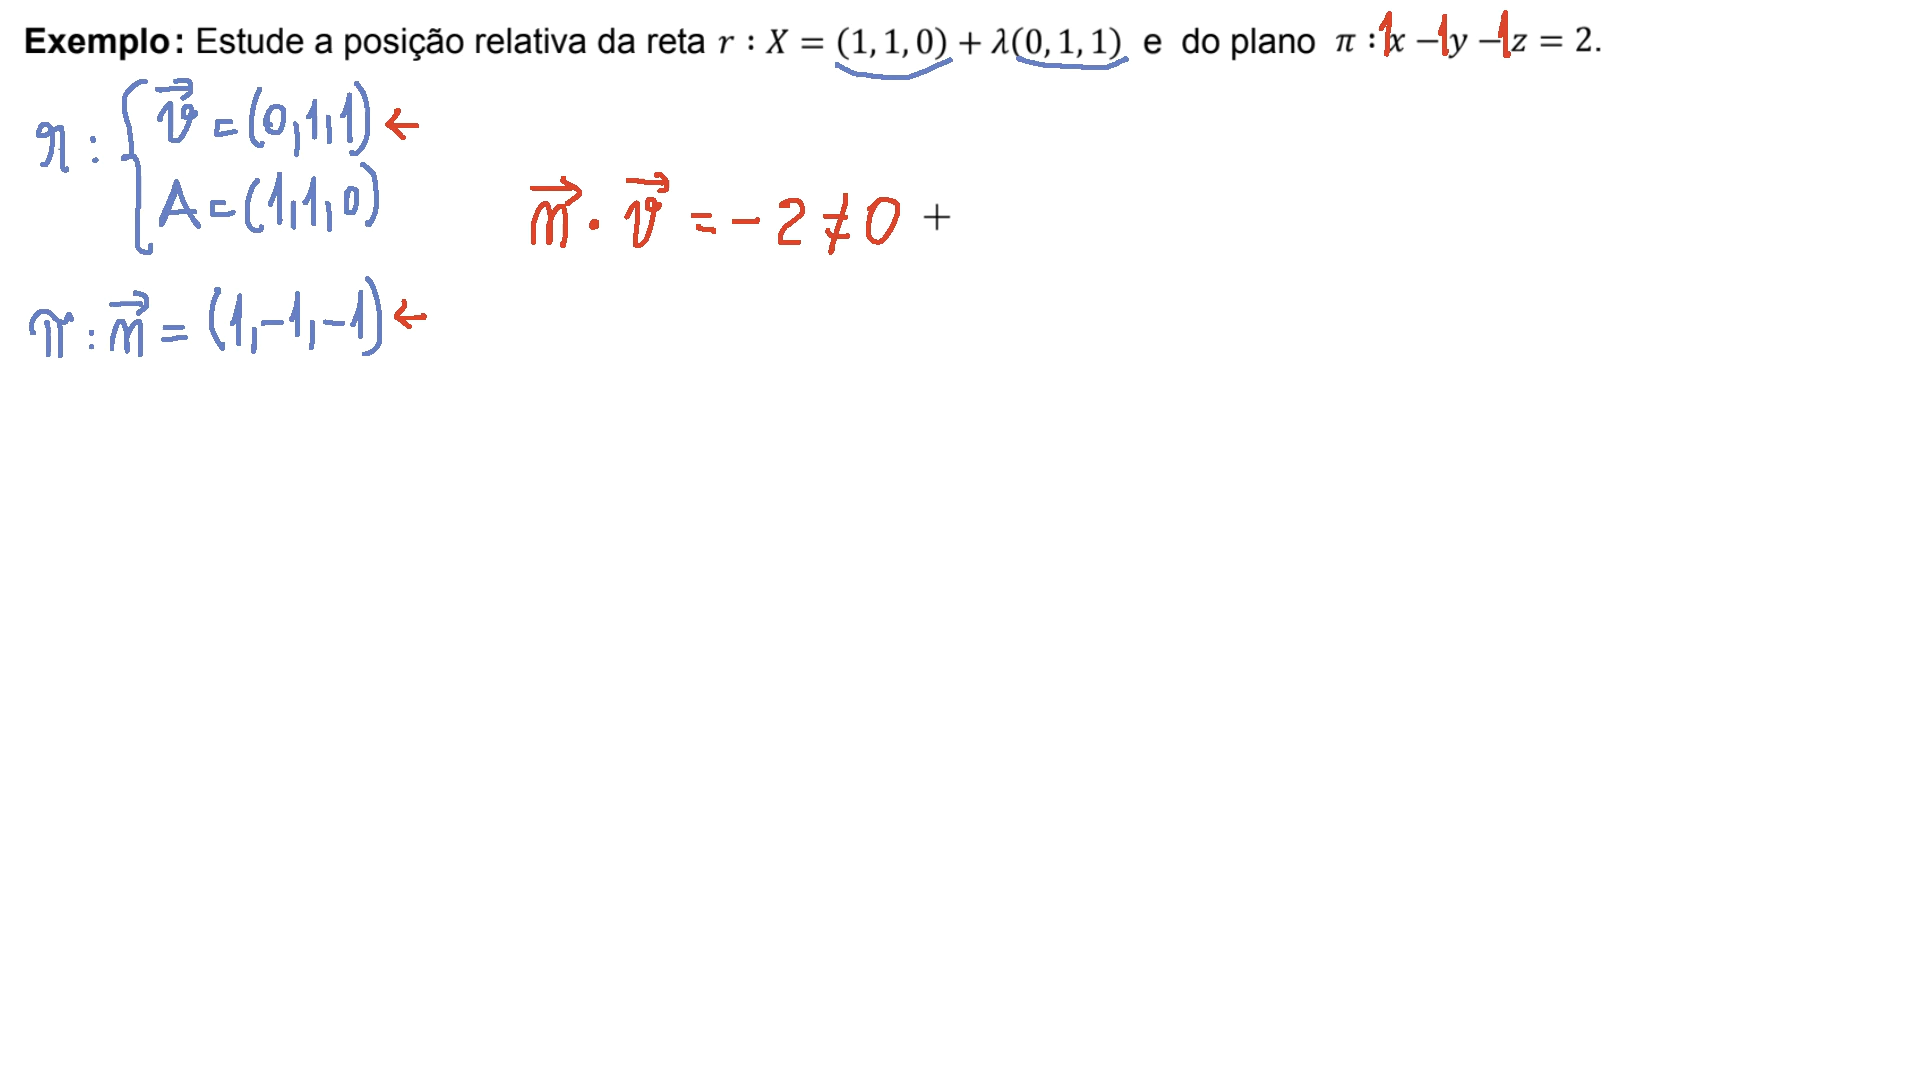 Exemplo: Estude a posição relativa da reta r : X = (1, 1, 0) + λ(0, 1, 1) e do plano π : 1x − 1y − 1z = 2.
r : { v⃗ = (0,1,1) ←
A = (1,1,0)
n⃗ · v⃗ = - 2 ≠ 0
π : n⃗ = (1,-1,-1) ←